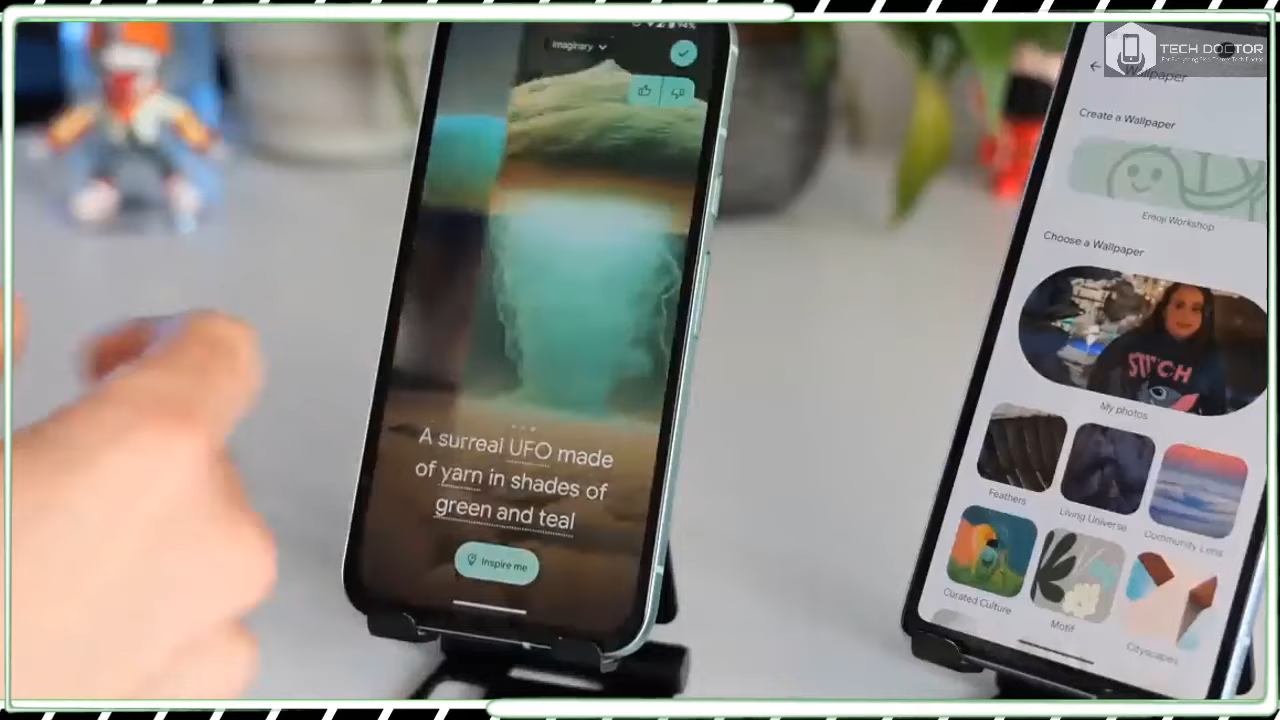 Imaginary
A surreal UFO made
of yarn in shades of
green and teal
Inspire me
TECH DOCTOR
Wallpaper
Create a Wallpaper
Emoji Workshop
Choose a Wallpaper
STITCH
My photos
Feathers
Living Universe
Community Lens
Curated Culture
Motif
Cityscapes